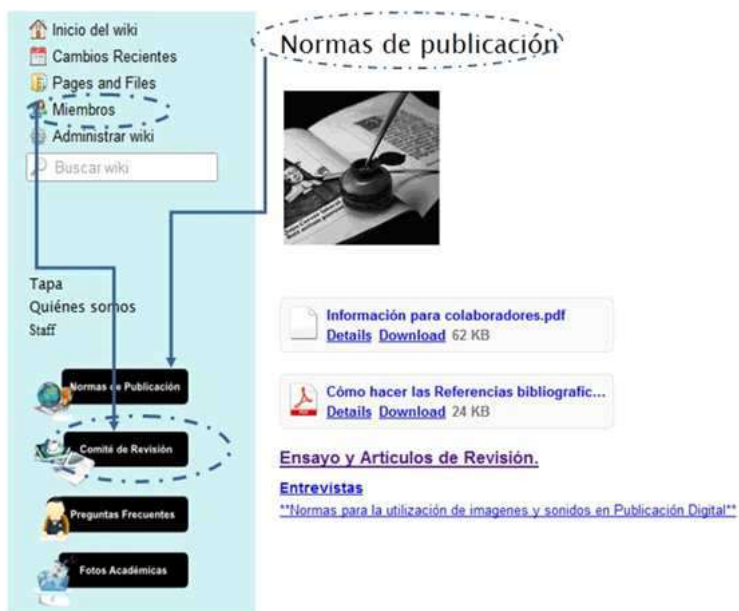 Inicio del wiki
Cambios Recientes
Pages and Files
Miembros
Administrar wiki
Buscar wiki
Tapa
Quiénes somos
Staff
Normas de Publicación
Comité de Revisión
Preguntas Frecuentes
Fotos Académicas
Normas de publicación
Información para colaboradores.pdf
Details Download 62 KB
Cómo hacer las Referencias bibliografic...
Details Download 24 KB
Ensayo y Artículos de Revisión.
Entrevistas
**Normas para la utilización de imagenes y sonidos en Publicación Digital**